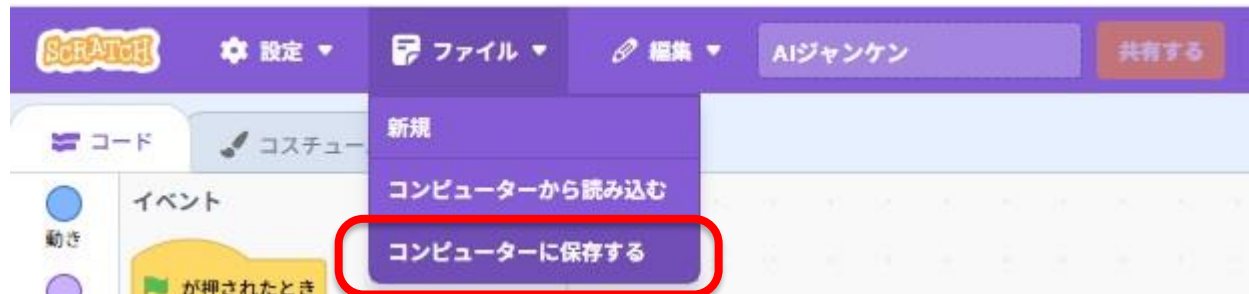 SCRATCH 設定 ファイル 編集 AIジャンケン 共有する
コード コスチュー
新規
コンピューターから読み込む
コンピューターに保存する
イベント
動き
が押されたとき